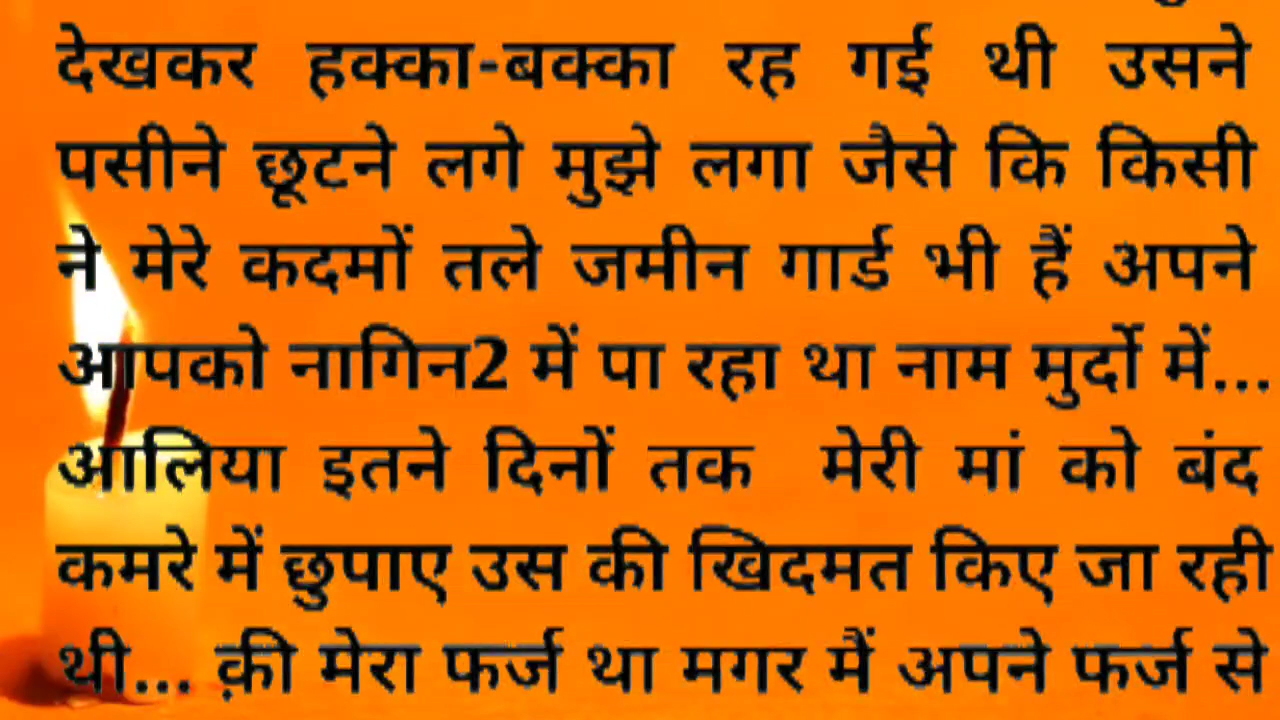 देखकर हक्का-बक्का रह गई थी उसने
पसीने छूटने लगे मुझे लगा जैसे कि किसी
ने मेरे कदमों तले जमीन गार्ड भी हैं अपने
आपको नागिन2 में पा रहा था नाम मुर्दो में...
आलिया इतने दिनों तक मेरी मां को बंद
कमरे में छुपाए उस की खिदमत किए जा रही
थी... क़ी मेरा फर्ज था मगर मैं अपने फर्ज से